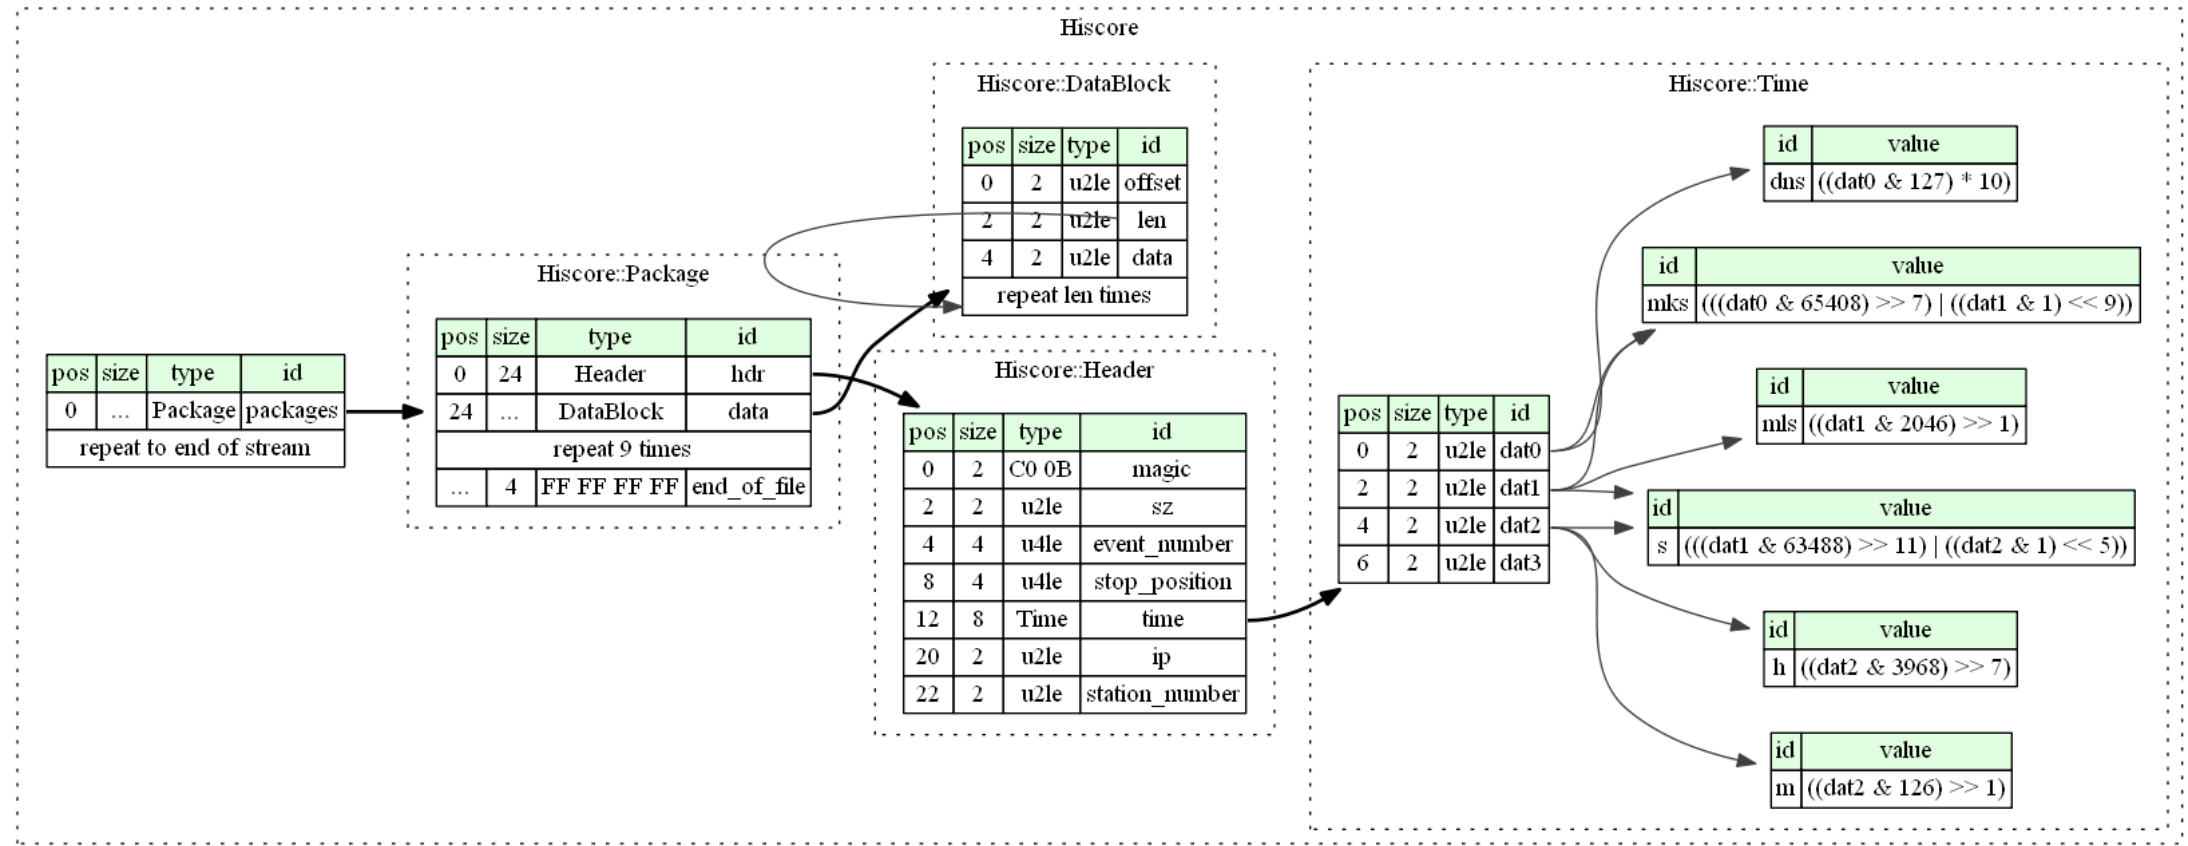 Hiscore
pos size type id
0 ... Package packages
repeat to end of stream
Hiscore::Package
pos size type id
0 24 Header hdr
24 ... DataBlock data
repeat 9 times
... 4 FF FF FF FF end_of_file
Hiscore::DataBlock
pos size type id
0 2 u2le offset
2 2 u2le len
4 2 u2le data
repeat len times
Hiscore::Header
pos size type id
0 2 C0 0B magic
2 2 u2le sz
4 4 u4le event_number
8 4 u4le stop_position
12 8 Time time
20 2 u2le ip
22 2 u2le station_number
Hiscore::Time
pos size type id
0 2 u2le dat0
2 2 u2le dat1
4 2 u2le dat2
6 2 u2le dat3
id value
dns ((dat0 & 127) * 10)
id value
mks (((dat0 & 65408) >> 7) | ((dat1 & 1) << 9))
id value
mls ((dat1 & 2046) >> 1)
id value
s (((dat1 & 63488) >> 11) | ((dat2 & 1) << 5))
id value
h ((dat2 & 3968) >> 7)
id value
m ((dat2 & 126) >> 1)